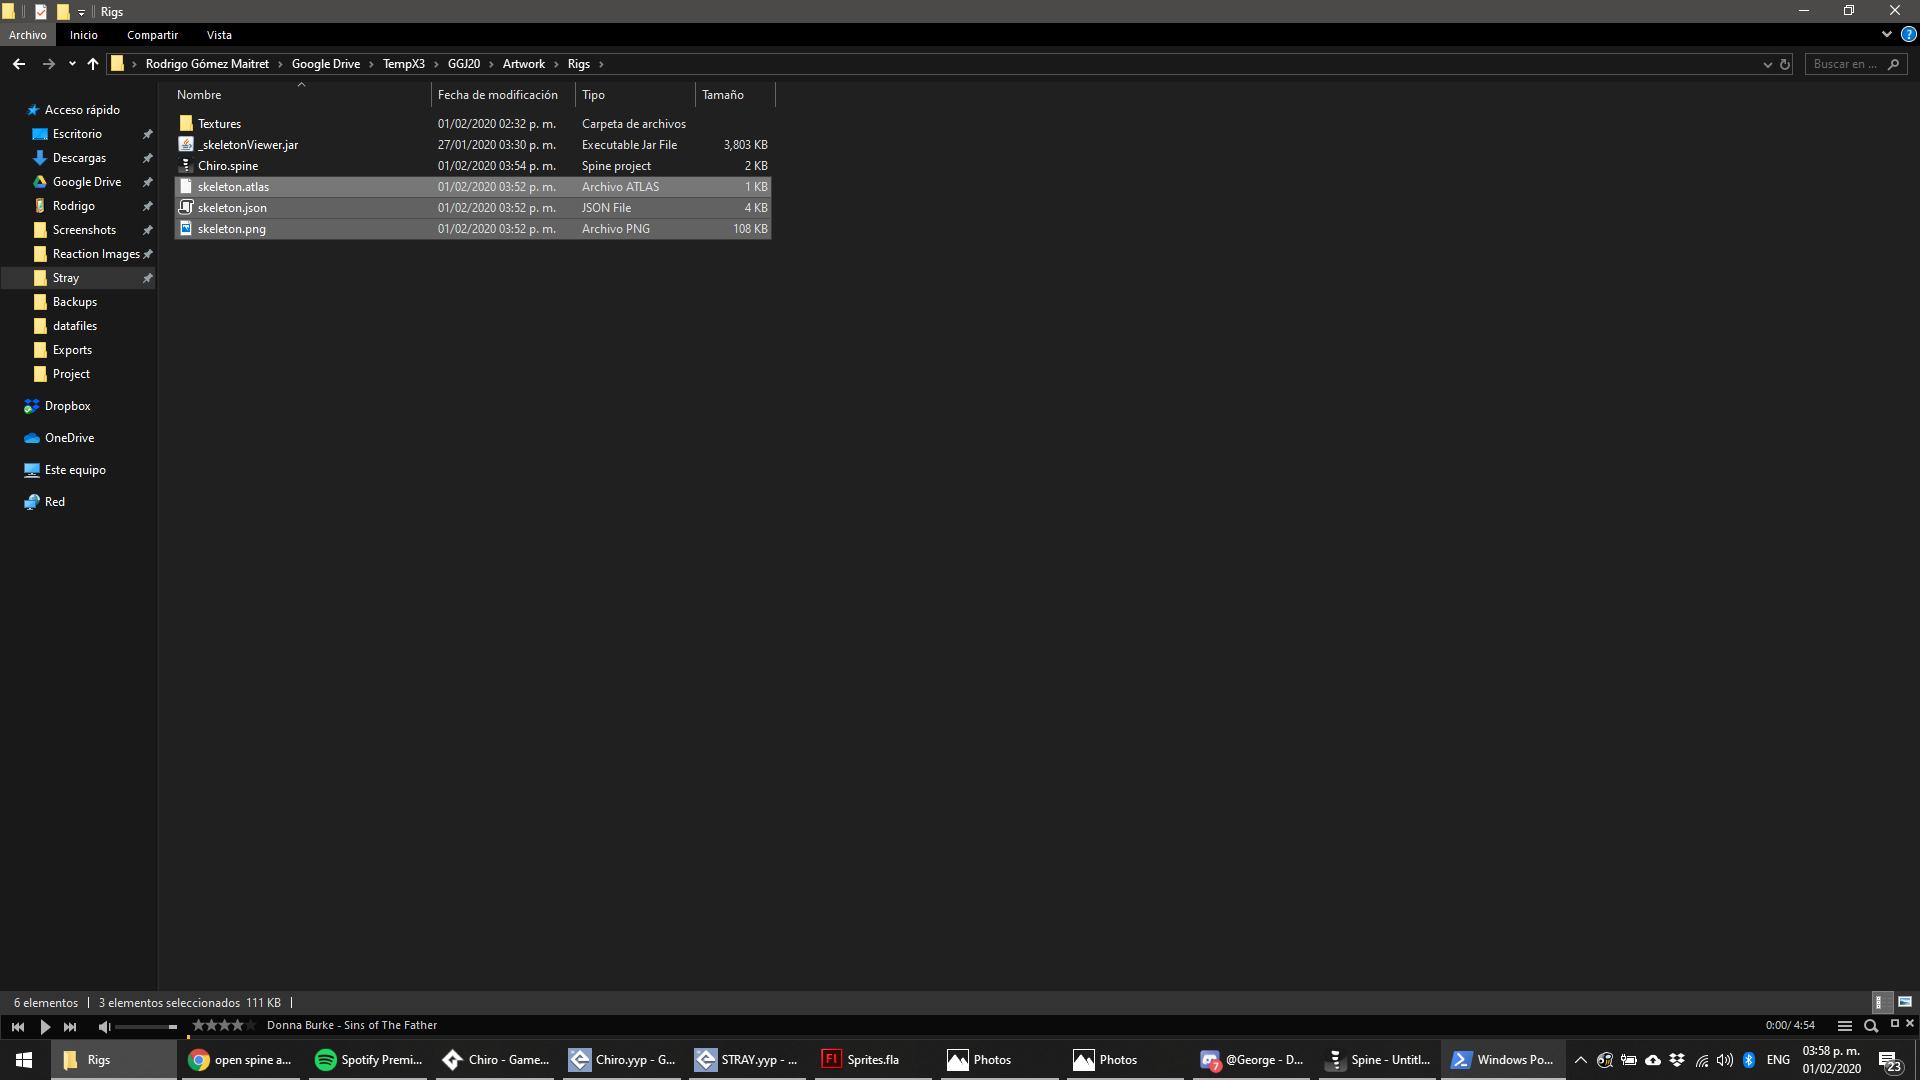 Rigs
Archivo Inicio Compartir Vista
Rodrigo Gómez Maitret > Google Drive > TempX3 > GGJ20 > Artwork > Rigs >
Buscar en ...
Nombre Fecha de modificación Tipo Tamaño
Textures 01/02/2020 02:32 p. m. Carpeta de archivos
_skeletonViewer.jar 27/01/2020 03:30 p. m. Executable Jar File 3,803 KB
Chiro.spine 01/02/2020 03:54 p. m. Spine project 2 KB
skeleton.atlas 01/02/2020 03:52 p. m. Archivo ATLAS 1 KB
skeleton.json 01/02/2020 03:52 p. m. JSON File 4 KB
skeleton.png 01/02/2020 03:52 p. m. Archivo PNG 108 KB
Acceso rápido
Escritorio
Descargas
Google Drive
Rodrigo
Screenshots
Reaction Images
Stray
Backups
datafiles
Exports
Project
Dropbox
OneDrive
Este equipo
Red
6 elementos 3 elementos seleccionados 111 KB
Donna Burke - Sins of The Father 0:00/ 4:54
Rigs open spine a... Spotify Premi... Chiro - Game... Chiro.yyp - G... STRAY.yyp - ... Fl Sprites.fla Photos Photos 7 @George - D... Spine - Untitl... Windows Po... ENG
03:58 p. m.
01/02/2020
23